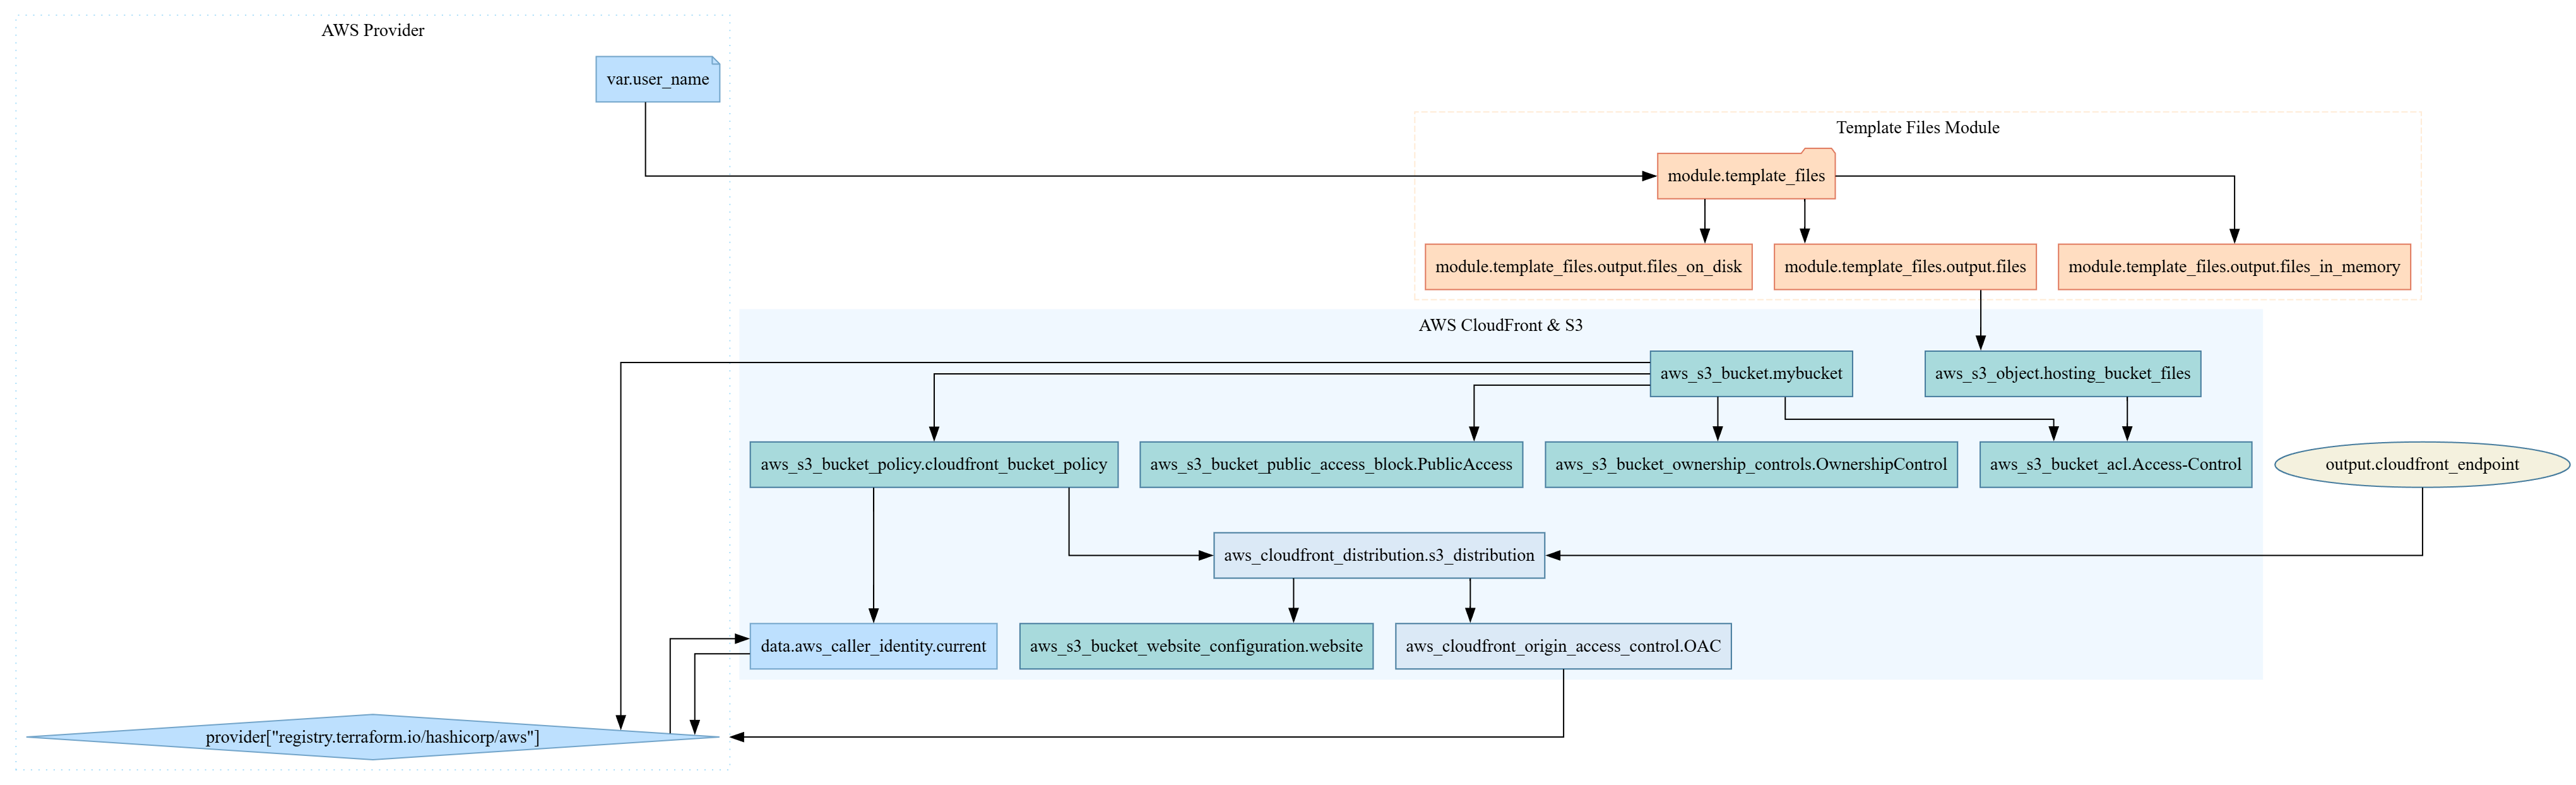 AWS Provider
var.user_name
Template Files Module
module.template_files
module.template_files.output.files_on_disk
module.template_files.output.files
module.template_files.output.files_in_memory
AWS CloudFront & S3
aws_s3_bucket.mybucket
aws_s3_object.hosting_bucket_files
aws_s3_bucket_policy.cloudfront_bucket_policy
aws_s3_bucket_public_access_block.PublicAccess
aws_s3_bucket_ownership_controls.OwnershipControl
aws_s3_bucket_acl.Access-Control
output.cloudfront_endpoint
aws_cloudfront_distribution.s3_distribution
data.aws_caller_identity.current
aws_s3_bucket_website_configuration.website
aws_cloudfront_origin_access_control.OAC
provider["registry.terraform.io/hashicorp/aws"]